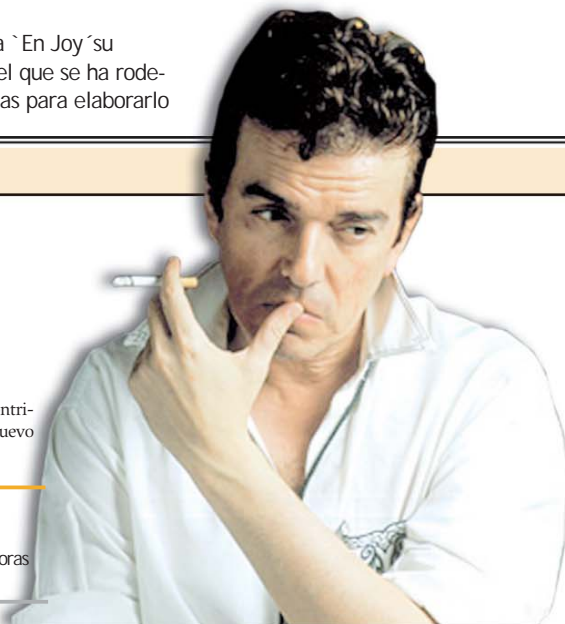 a `En Joy´su
el que se ha rode-
as para elaborarlo
ntri-
uevo
oras